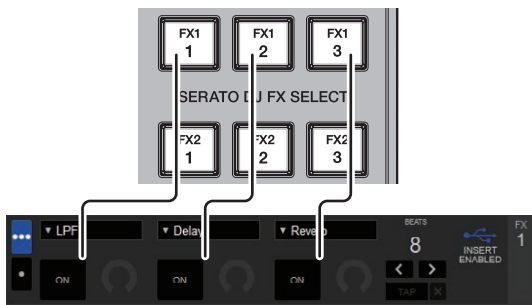 FX1
1
FX1
2
FX1
3
SERATO DJ FX SELECT
FX2
1
FX2
2
FX2
3
LPF
Delay
Reverb
BEATS
8
INSERT
ENABLED
FX
1
ON
ON
ON
TAP
X